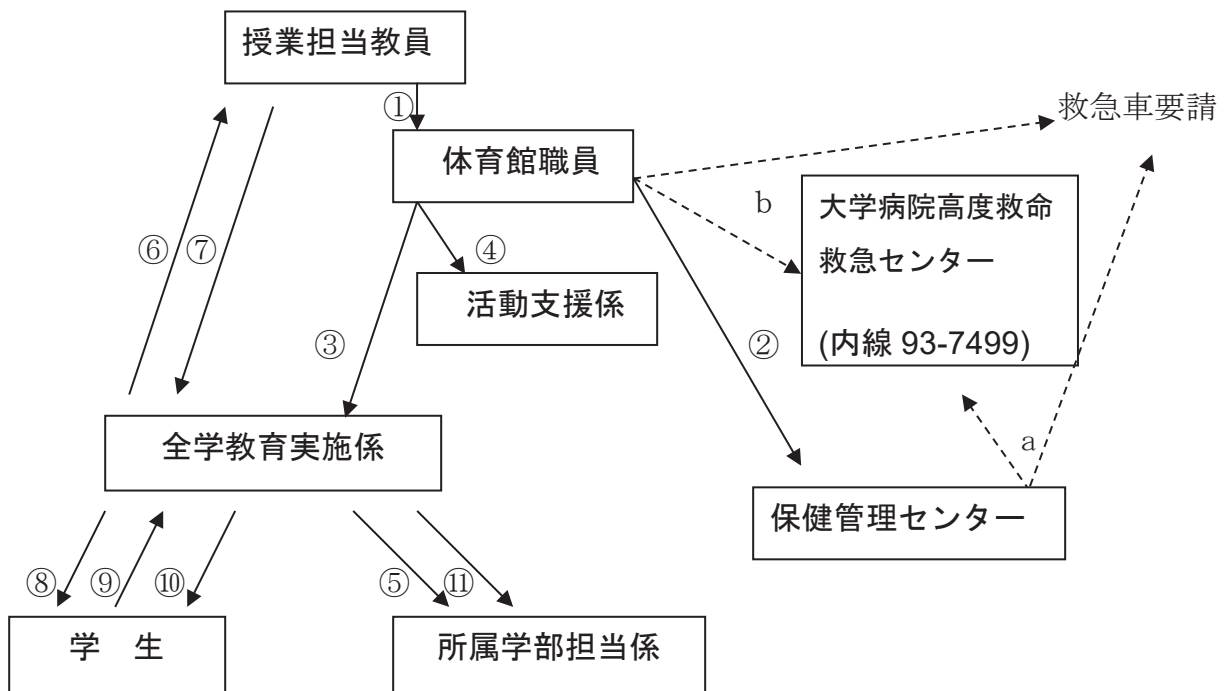 授業担当教員
①
救急車要請
体育館職員
b
大学病院高度救命
救急センター
(内線 93-7499)
⑥
⑦
④
活動支援係
③
②
全学教育実施係
a
保健管理センター
⑧
⑨
⑩
⑤
⑪
学　生
所属学部担当係